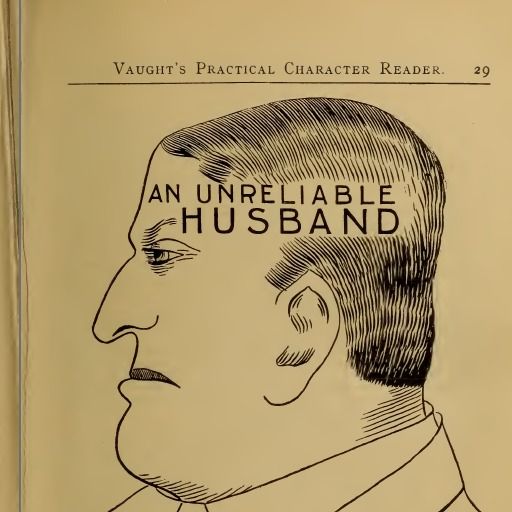 VAUGHT'S PRACTICAL CHARACTER READER. 29
AN UNRELIABLE
HUSBAND